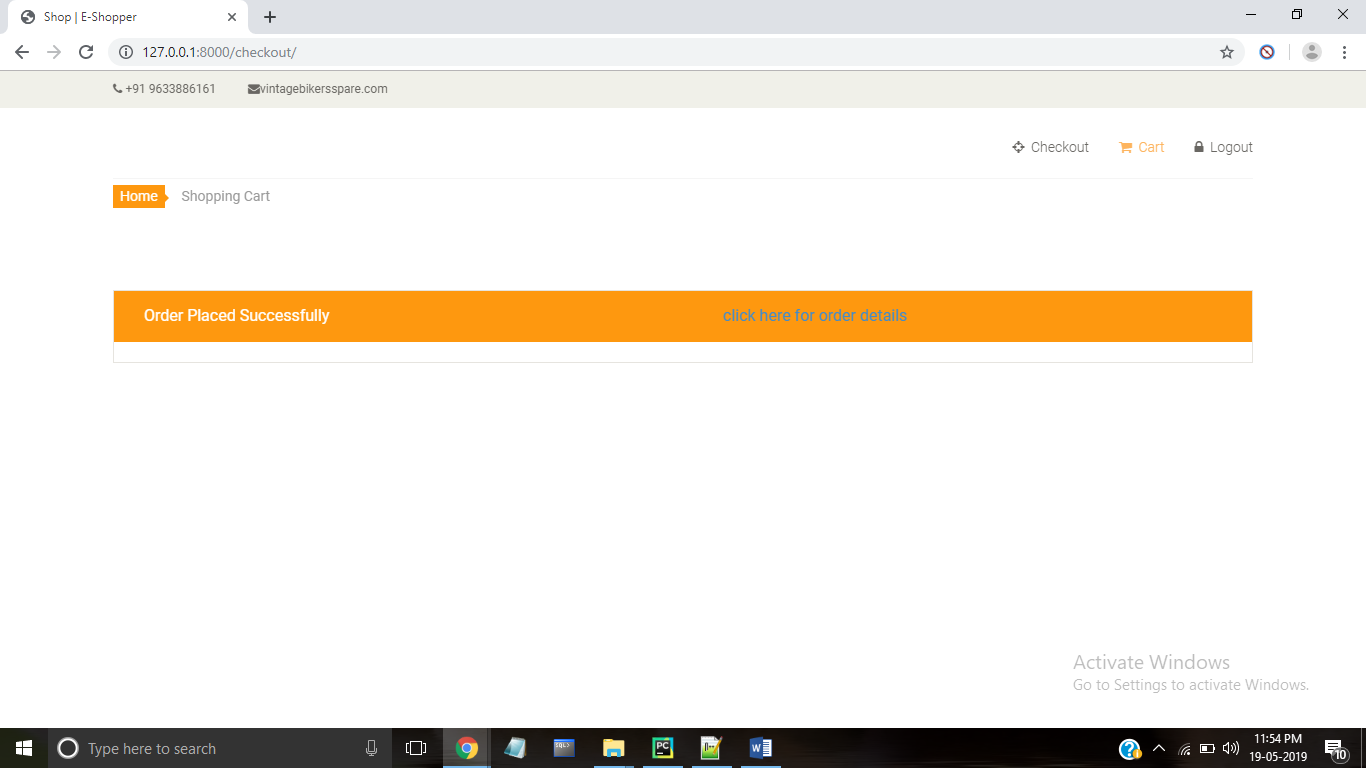 Shop | E-Shopper
127.0.0.1:8000/checkout/
+91 9633886161 vintagebikersspare.com
Checkout Cart Logout
Home Shopping Cart
Order Placed Successfully click here for order details
Activate Windows
Go to Settings to activate Windows.
Type here to search
11:54 PM
19-05-2019
10